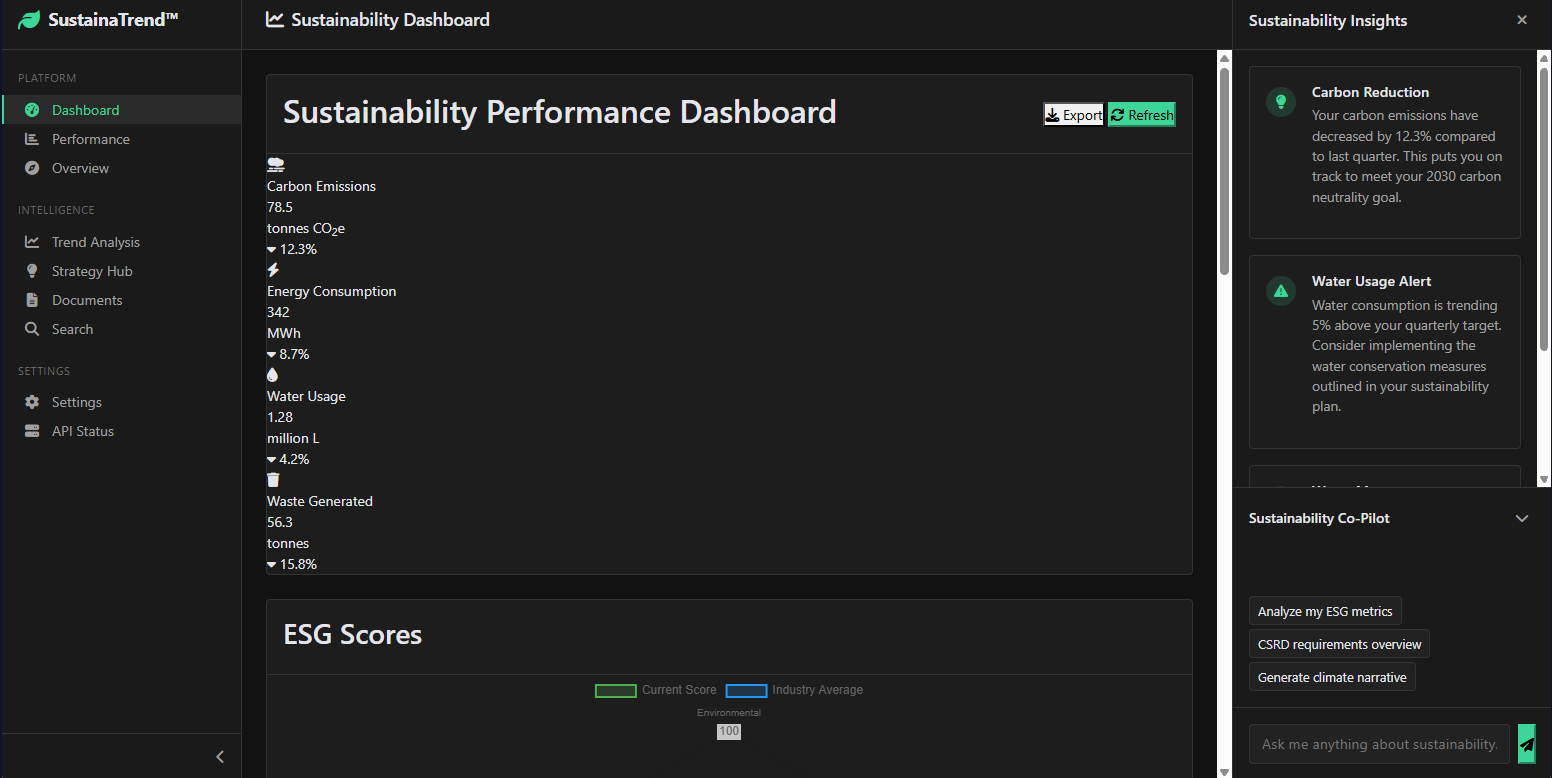 SustainaTrend™
PLATFORM
Dashboard
Performance
Overview
INTELLIGENCE
Trend Analysis
Strategy Hub
Documents
Search
SETTINGS
Settings
API Status
Sustainability Dashboard
Sustainability Performance Dashboard
Export
Refresh
Carbon Emissions
78.5
tonnes CO₂e
12.3%
Energy Consumption
342
MWh
8.7%
Water Usage
1.28
million L
4.2%
Waste Generated
56.3
tonnes
15.8%
ESG Scores
Current Score
Industry Average
Environmental
100
Sustainability Insights
Carbon Reduction
Your carbon emissions have
decreased by 12.3% compared
to last quarter. This puts you on
track to meet your 2030 carbon
neutrality goal.
Water Usage Alert
Water consumption is trending
5% above your quarterly target.
Consider implementing the
water conservation measures
outlined in your sustainability
plan.
Sustainability Co-Pilot
Analyze my ESG metrics
CSRD requirements overview
Generate climate narrative
Ask me anything about sustainability.